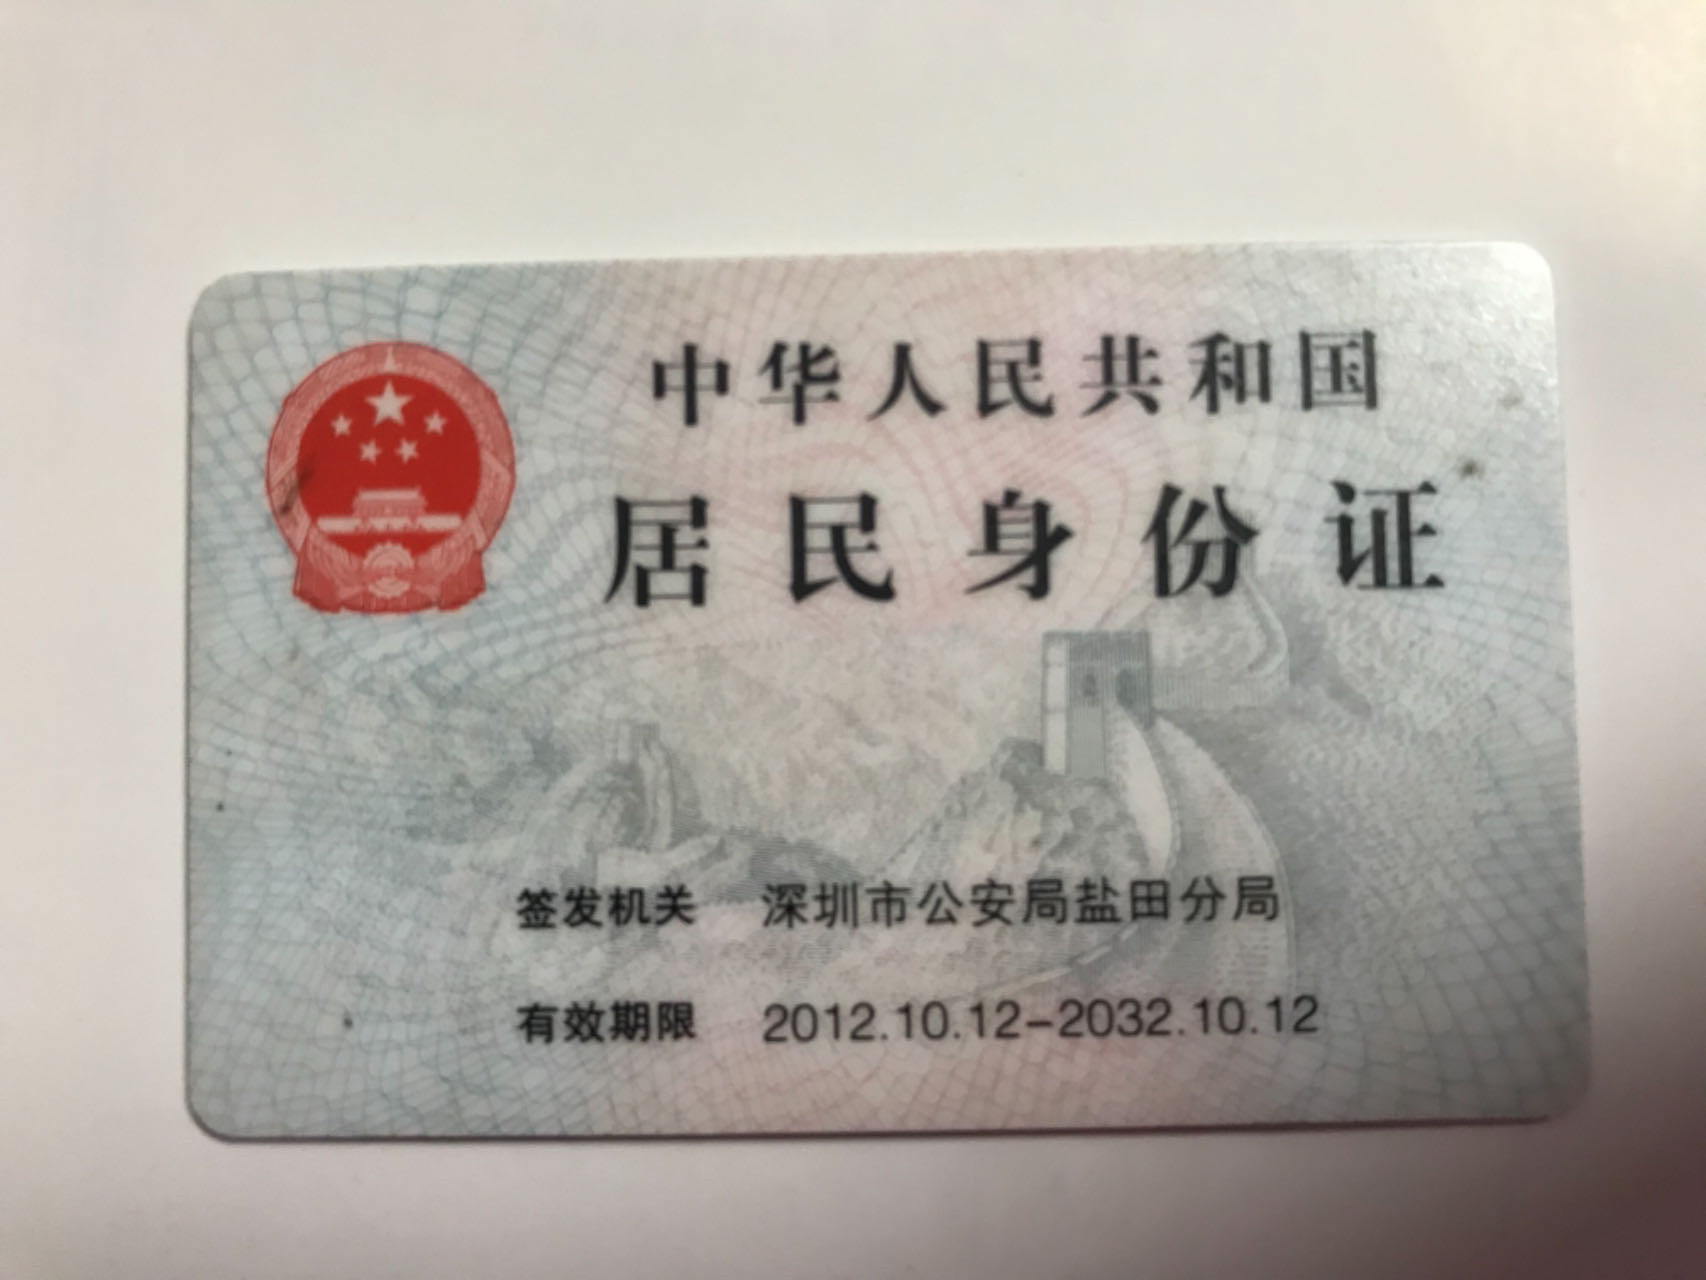 中华人民共和国
居民身份证
签发机关 深圳市公安局盐田分局
有效期限 2012.10.12-2032.10.12